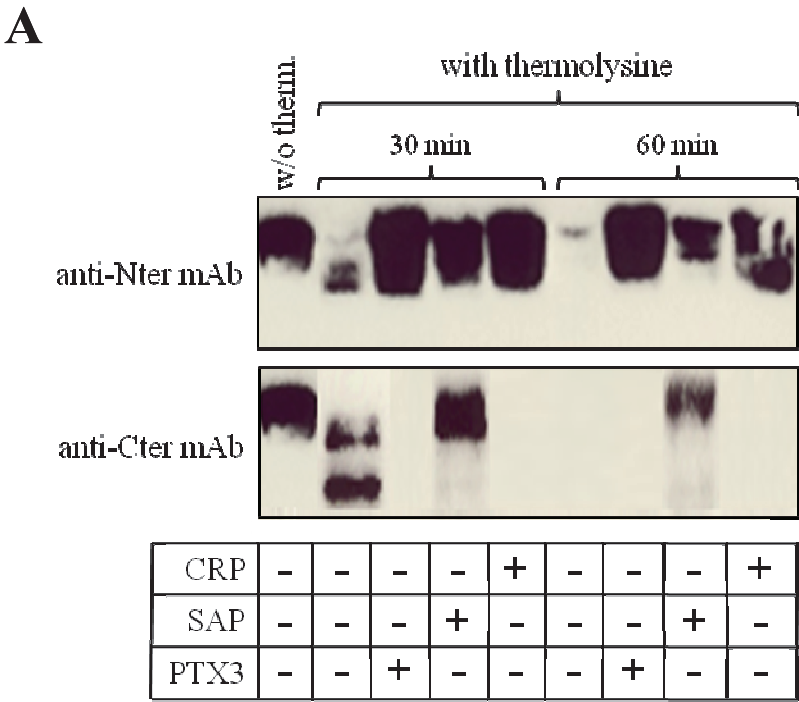 A
with thermolysine
w/o therm.
30 min
60 min
anti-Nter mAb
anti-Cter mAb
CRP - - - - + - - - +
SAP - - - + - - - + -
PTX3 - - + - - - + - -